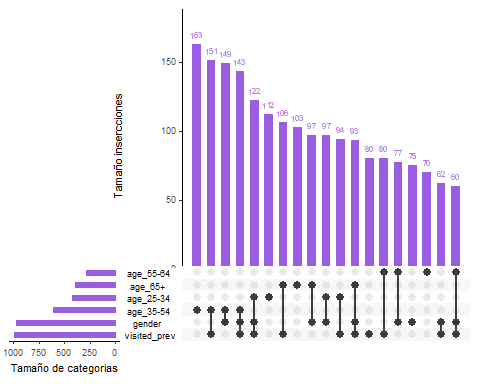 163 151 149 143 122 112 106 103 97 97 94 93 80 80 77 75 70 62 60
Tamaño insercciones
150
100
50
0
age_55-64
age_65+
age_25-34
age_35-54
gender
visited_prev
1000 750 500 250 0
Tamaño de categorias